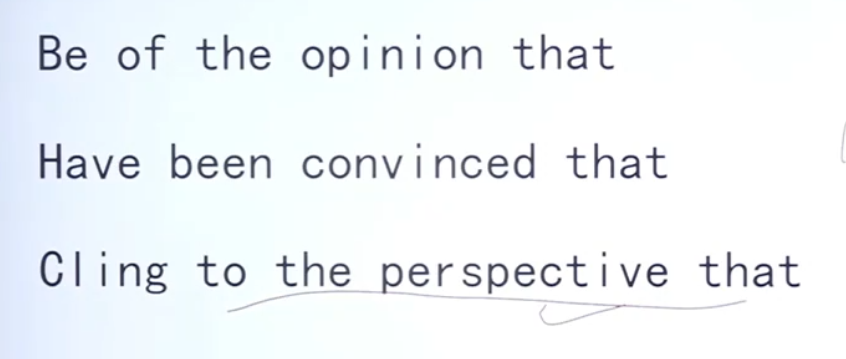 Be of the opinion that
Have been convinced that
Cling to the perspective that